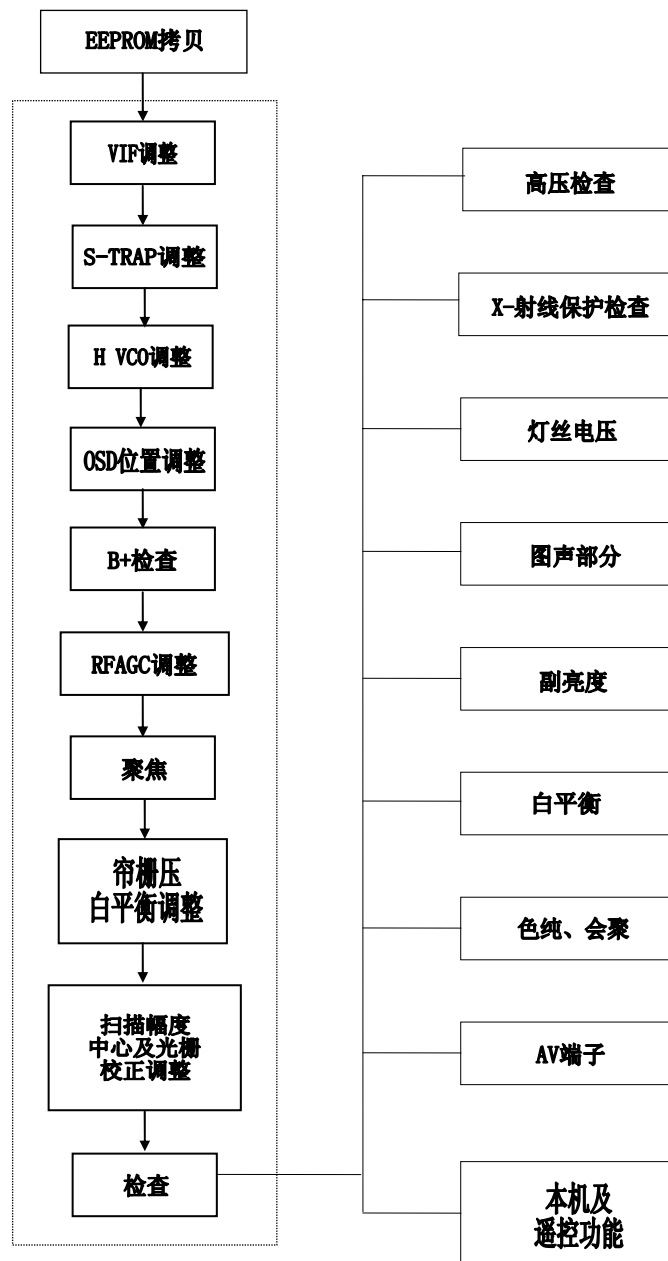 EEPROM拷贝
VIF调整
S-TRAP调整
H VCO调整
OSD位置调整
B+检查
RFAGC调整
聚焦
帘栅压
白平衡调整
扫描幅度
中心及光栅
校正调整
检查
高压检查
X-射线保护检查
灯丝电压
图声部分
副亮度
白平衡
色纯、会聚
AV端子
本机及
遥控功能